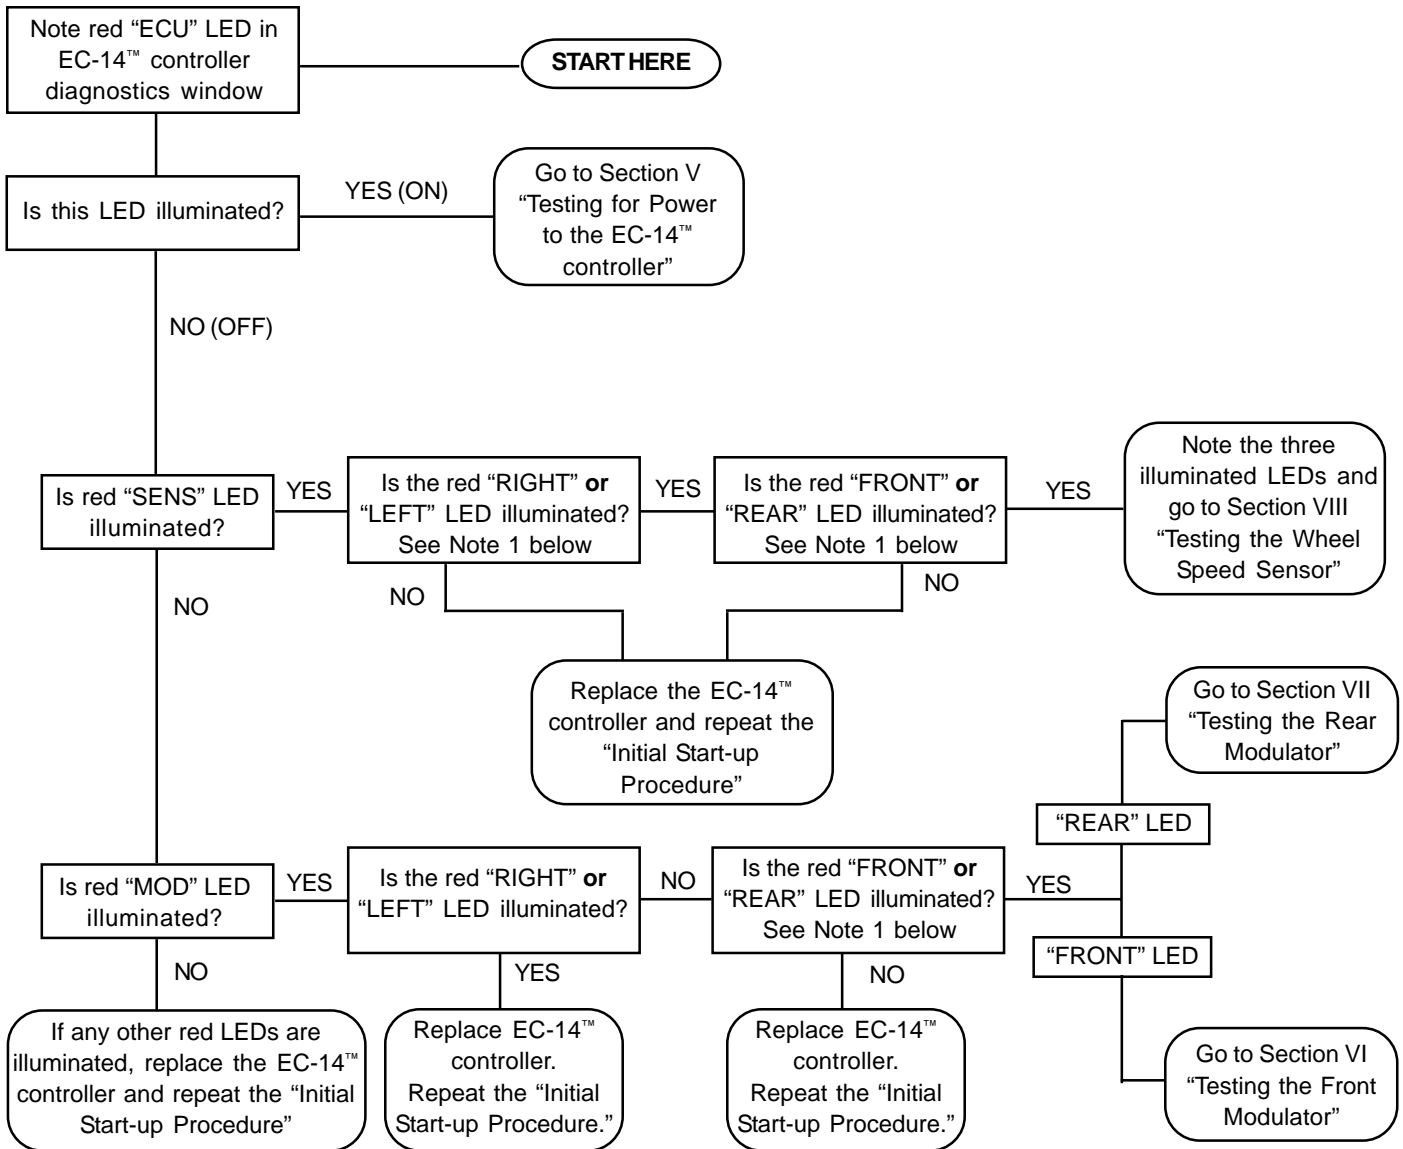 Note red “ECU” LED in
EC-14™ controller
diagnostics window
START HERE
Is this LED illuminated?
YES (ON)
Go to Section V
“Testing for Power
to the EC-14™
controller”
NO (OFF)
Is red “SENS” LED
illuminated?
YES
Is the red “RIGHT” or
“LEFT” LED illuminated?
See Note 1 below
YES
Is the red “FRONT” or
“REAR” LED illuminated?
See Note 1 below
YES
Note the three
illuminated LEDs and
go to Section VIII
“Testing the Wheel
Speed Sensor”
NO
NO
NO
Replace the EC-14™
controller and repeat the
“Initial Start-up
Procedure”
Go to Section VII
“Testing the Rear
Modulator”
“REAR” LED
Is red “MOD” LED
illuminated?
YES
Is the red “RIGHT” or
“LEFT” LED illuminated?
NO
Is the red “FRONT” or
“REAR” LED illuminated?
See Note 1 below
YES
“FRONT” LED
NO
YES
NO
If any other red LEDs are
illuminated, replace the EC-14™
controller and repeat the “Initial
Start-up Procedure”
Replace EC-14™
controller.
Repeat the “Initial
Start-up Procedure.”
Replace EC-14™
controller.
Repeat the “Initial
Start-up Procedure.”
Go to Section VI
“Testing the Front
Modulator”